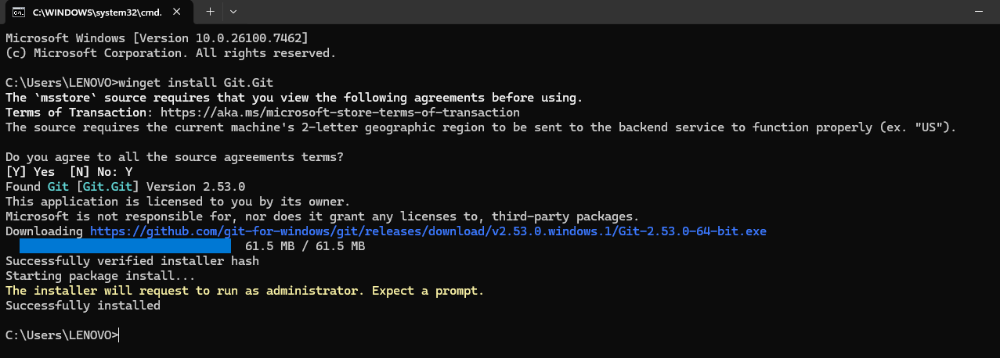 C:\WINDOWS\system32\cmd.
Microsoft Windows [Version 10.0.26100.7462]
(c) Microsoft Corporation. All rights reserved.
C:\Users\LENOVO>winget install Git.Git
The `msstore` source requires that you view the following agreements before using.
Terms of Transaction: https://aka.ms/microsoft-store-terms-of-transaction
The source requires the current machine's 2-letter geographic region to be sent to the backend service to function properly (ex. "US").
Do you agree to all the source agreements terms?
[Y] Yes  [N] No: Y
Found Git [Git.Git] Version 2.53.0
This application is licensed to you by its owner.
Microsoft is not responsible for, nor does it grant any licenses to, third-party packages.
Downloading https://github.com/git-for-windows/git/releases/download/v2.53.0.windows.1/Git-2.53.0-64-bit.exe
61.5 MB / 61.5 MB
Successfully verified installer hash
Starting package install...
The installer will request to run as administrator. Expect a prompt.
Successfully installed
C:\Users\LENOVO>